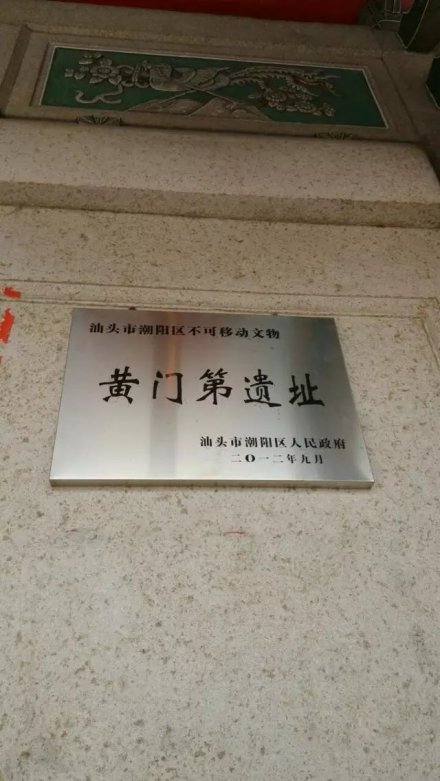 汕头市潮阳区不可移动文物
黄门第遗址
汕头市潮阳区人民政府
二〇一二年九月